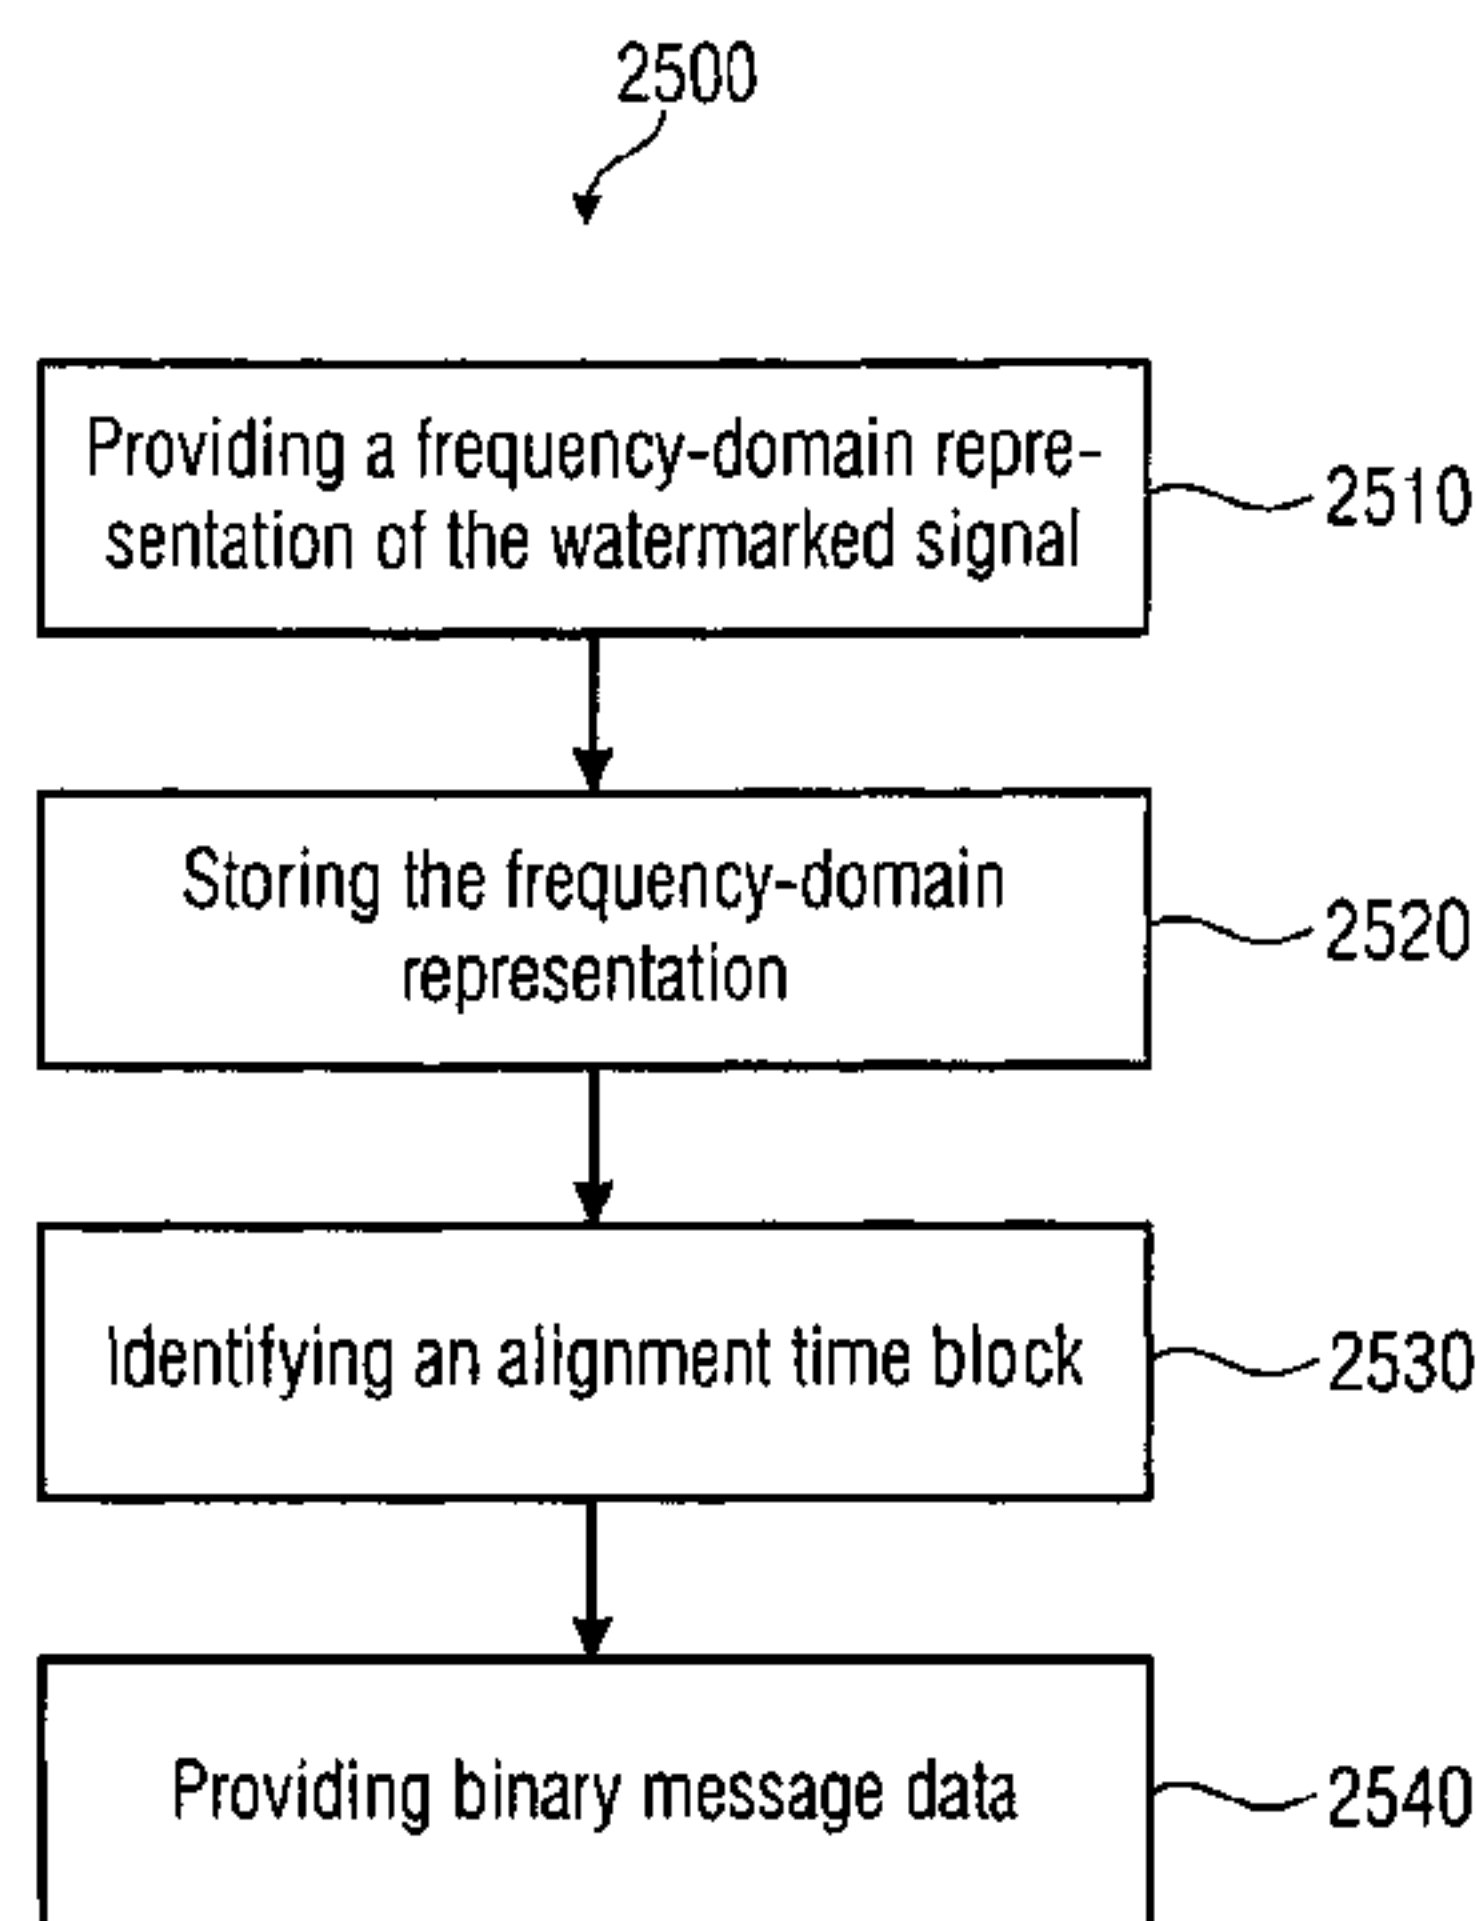 2500
Providing a frequency-domain repre-
sentation of the watermarked signal
2510
Storing the frequency-domain
representation
2520
Identifying an alignment time block
2530
Providing binary message data
2540